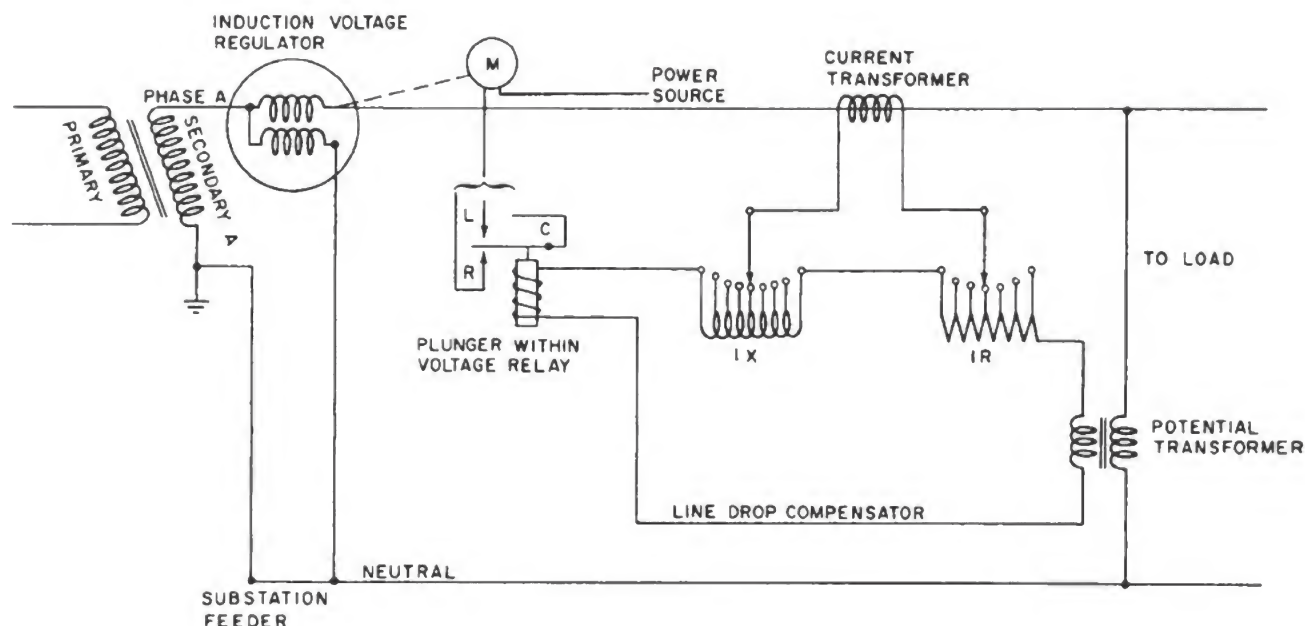 INDUCTION VOLTAGE
REGULATOR
M
POWER
SOURCE
CURRENT
TRANSFORMER
PHASE A
PRIMARY
SECONDARY A
L
C
R
TO LOAD
PLUNGER WITHIN
VOLTAGE RELAY
IX
IR
POTENTIAL
TRANSFORMER
LINE DROP COMPENSATOR
NEUTRAL
SUBSTATION
FEEDER